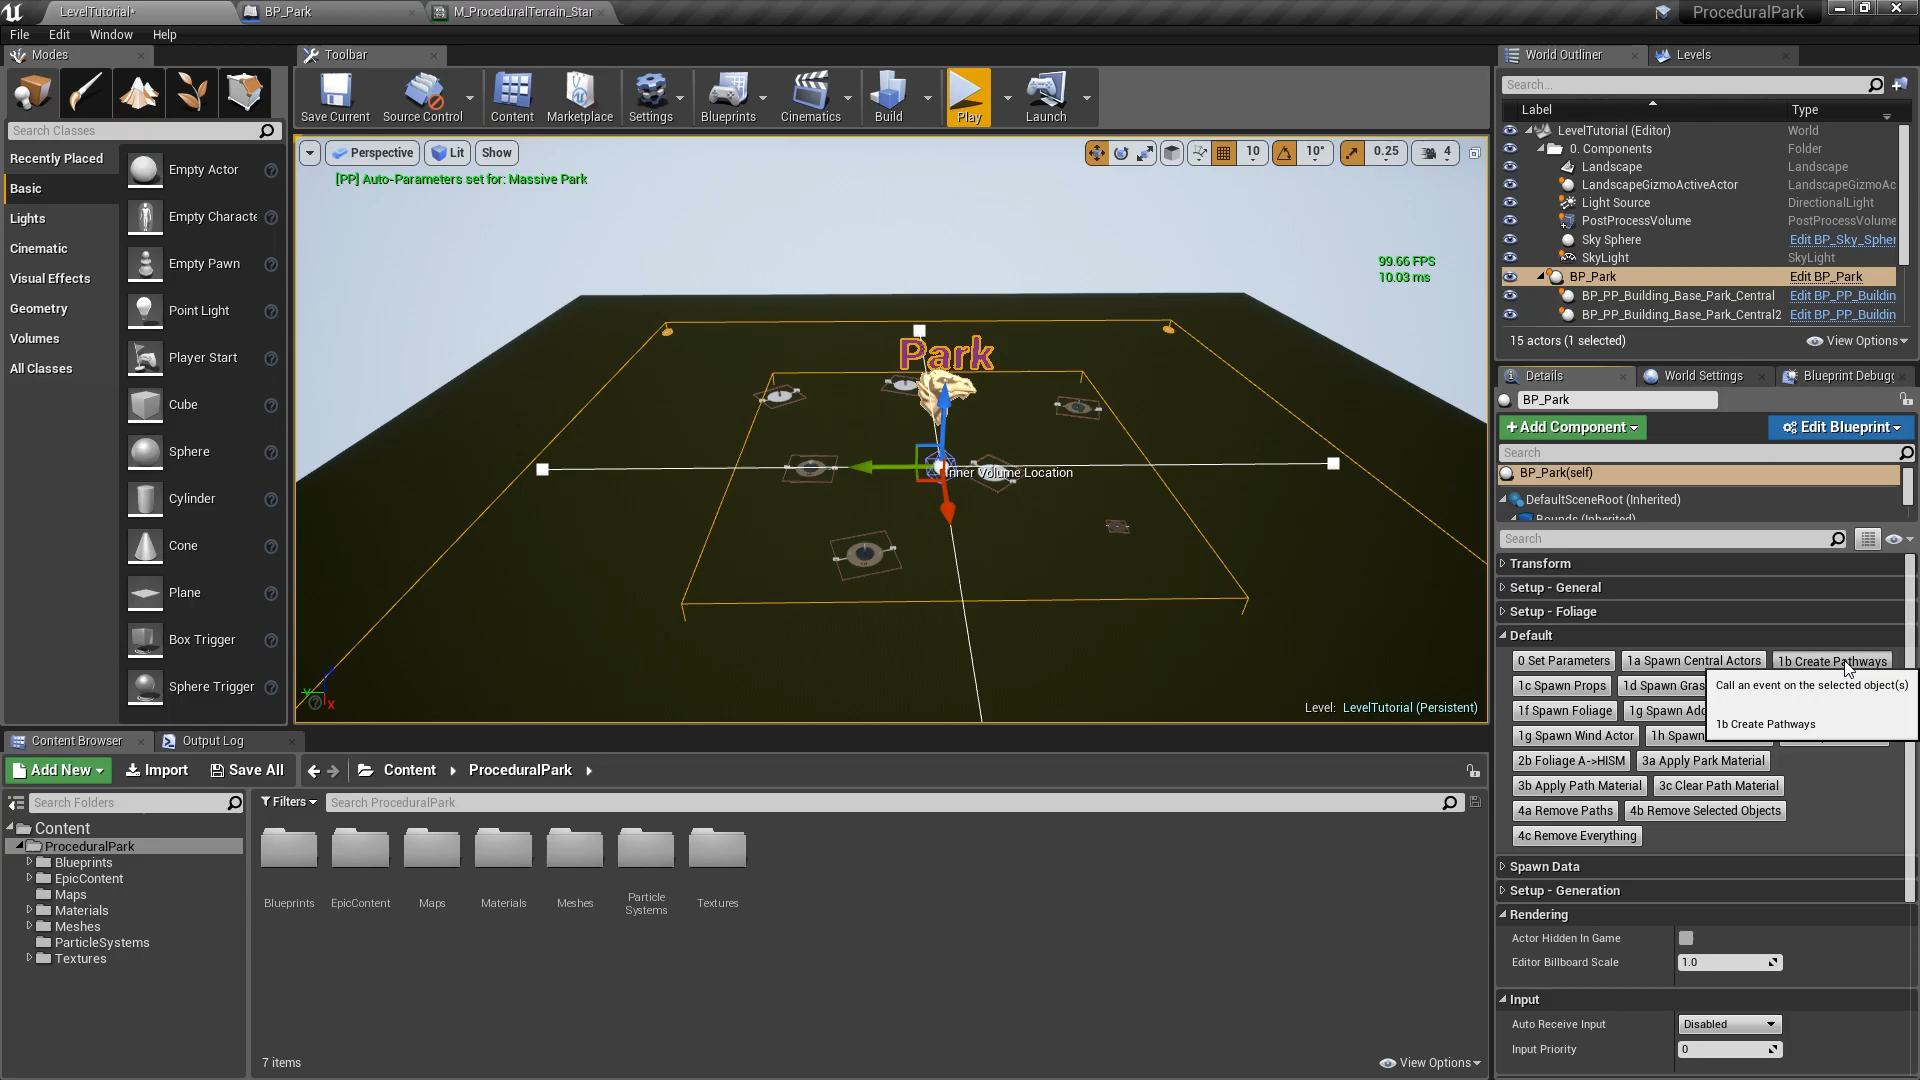 LevelTutorial*
BP_Park
M_ProceduralTerrain_Star
ProceduralPark
File
Edit
Window
Help
Modes
Toolbar
World Outliner
Levels
Save Current
Source Control
Content
Marketplace
Settings
Blueprints
Cinematics
Build
Play
Launch
Search Classes
Recently Placed
Basic
Lights
Cinematic
Visual Effects
Geometry
Volumes
All Classes
Empty Actor
Empty Characte
Empty Pawn
Point Light
Player Start
Cube
Sphere
Cylinder
Cone
Plane
Box Trigger
Sphere Trigger
Perspective
Lit
Show
10
10°
0.25
4
[PP] Auto-Parameters set for: Massive Park
99.66 FPS
10.03 ms
Park
Inner Volume Location
Level: LevelTutorial (Persistent)
Search...
Label
Type
LevelTutorial (Editor)
World
0. Components
Folder
Landscape
Landscape
LandscapeGizmoActiveActor
LandscapeGizmoAc
Light Source
DirectionalLight
PostProcessVolume
PostProcessVolume
Sky Sphere
Edit BP_Sky_Spher
SkyLight
SkyLight
BP_Park
Edit BP_Park
BP_PP_Building_Base_Park_Central
Edit BP_PP_Buildin
BP_PP_Building_Base_Park_Central2
Edit BP_PP_Buildin
15 actors (1 selected)
View Options
Details
World Settings
Blueprint Debugg
BP_Park
+Add Component
Edit Blueprint
Search
BP_Park(self)
DefaultSceneRoot (Inherited)
Bounds (Inherited)
Search
Transform
Setup - General
Setup - Foliage
Default
0 Set Parameters
1a Spawn Central Actors
1b Create Pathways
1c Spawn Props
1d Spawn Gras
Call an event on the selected object(s)
1f Spawn Foliage
1g Spawn Add
1b Create Pathways
1g Spawn Wind Actor
1h Spawn
2b Foliage A->HISM
3a Apply Park Material
3b Apply Path Material
3c Clear Path Material
4a Remove Paths
4b Remove Selected Objects
4c Remove Everything
Spawn Data
Setup - Generation
Rendering
Actor Hidden In Game
Editor Billboard Scale
1.0
Input
Auto Receive Input
Disabled
Input Priority
0
Content Browser
Output Log
Add New
Import
Save All
Content
ProceduralPark
Search Folders
Filters
Search ProceduralPark
Content
ProceduralPark
Blueprints
EpicContent
Maps
Materials
Meshes
ParticleSystems
Textures
Blueprints
EpicContent
Maps
Materials
Meshes
Particle
Systems
Textures
7 items
View Options